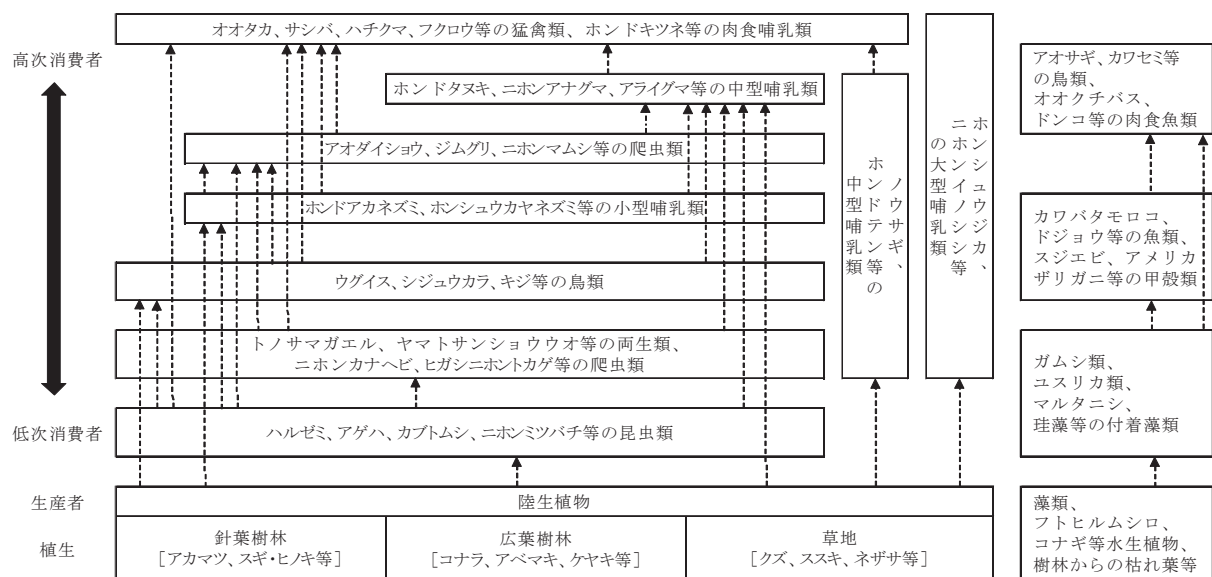 オオタカ、サシバ、ハチクマ、フクロウ等の猛禽類、ホンドキツネ等の肉食哺乳類
高次消費者
ホンドタヌキ、ニホンアナグマ、アライグマ等の中型哺乳類
アオダイショウ、ジムグリ、ニホンマムシ等の爬虫類
ホンドアカネズミ、ホンシュウカヤネズミ等の小型哺乳類
ウグイス、シジュウカラ、キジ等の鳥類
トノサマガエル、ヤマトサンショウウオ等の両生類、
ニホンカナヘビ、ヒガシニホントカゲ等の爬虫類
低次消費者
ハルゼミ、アゲハ、カブトムシ、ニホンミツバチ等の昆虫類
ノウサギ、
ホンドテン等の
中型哺乳類
ホンシュウジカ、
ニホンイノシシ等
の大型哺乳類
生産者
陸生植物
植生
針葉樹林
[アカマツ、スギ・ヒノキ等]
広葉樹林
[コナラ、アベマキ、ケヤキ等]
草地
[クズ、ススキ、ネザサ等]
アオサギ、カワセミ等
の鳥類、
オオクチバス、
ドンコ等の肉食魚類
カワバタモロコ、
ドジョウ等の魚類、
スジエビ、アメリカ
ザリガニ等の甲殻類
ガムシ類、
ユスリカ類、
マルタニシ、
珪藻等の付着藻類
藻類、
フトヒルムシロ、
コナギ等水生植物、
樹林からの枯れ葉等